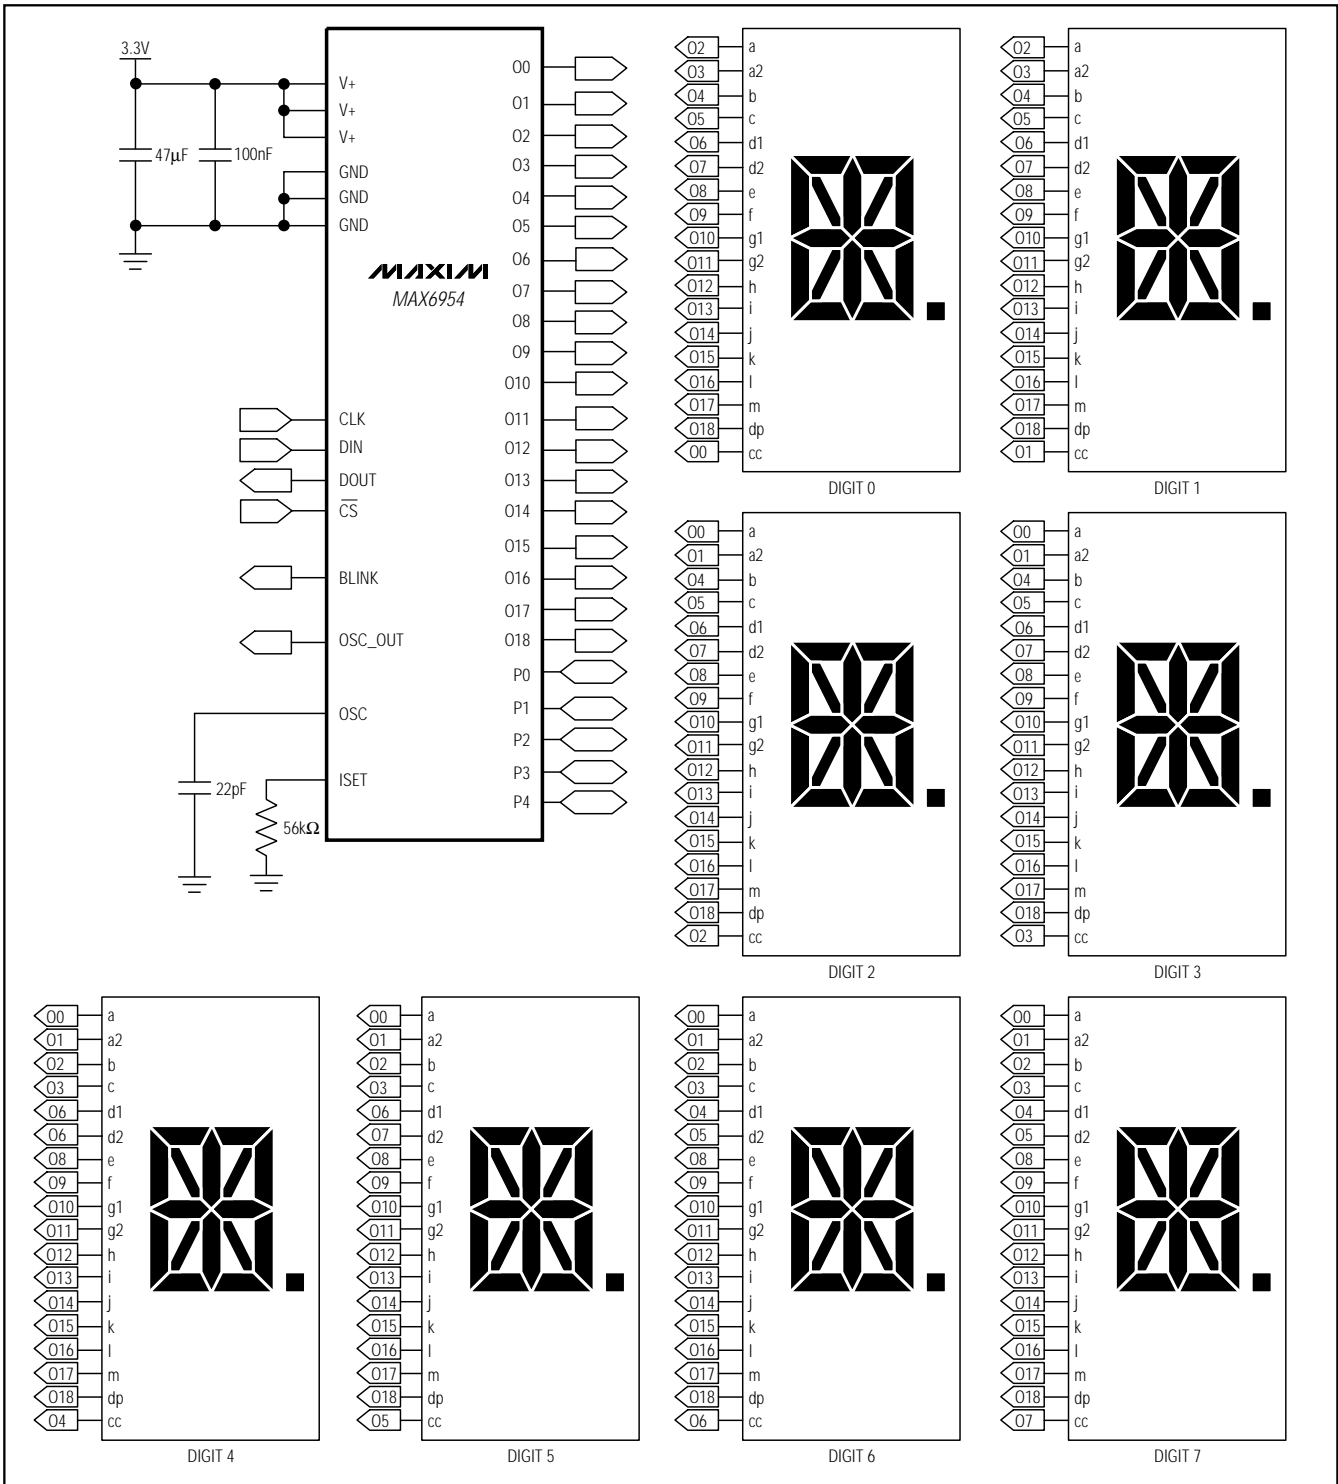 3.3V
47µF
100nF
V+
V+
V+
GND
GND
GND
MAXIM
MAX6954
CLK
DIN
DOUT
CS
BLINK
OSC_OUT
OSC
ISET
22pF
56kΩ
O0
O1
O2
O3
O4
O5
O6
O7
O8
O9
O10
O11
O12
O13
O14
O15
O16
O17
O18
P0
P1
P2
P3
P4
O2 a
O3 a2
O4 b
O5 c
O6 d1
O7 d2
O8 e
O9 f
O10 g1
O11 g2
O12 h
O13 i
O14 j
O15 k
O16 l
O17 m
O18 dp
O0 cc
DIGIT 0
O2 a
O3 a2
O4 b
O5 c
O6 d1
O7 d2
O8 e
O9 f
O10 g1
O11 g2
O12 h
O13 i
O14 j
O15 k
O16 l
O17 m
O18 dp
O1 cc
DIGIT 1
O0 a
O1 a2
O4 b
O5 c
O6 d1
O7 d2
O8 e
O9 f
O10 g1
O11 g2
O12 h
O13 i
O14 j
O15 k
O16 l
O17 m
O18 dp
O2 cc
DIGIT 2
O0 a
O1 a2
O4 b
O5 c
O6 d1
O7 d2
O8 e
O9 f
O10 g1
O11 g2
O12 h
O13 i
O14 j
O15 k
O16 l
O17 m
O18 dp
O3 cc
DIGIT 3
O0 a
O1 a2
O2 b
O3 c
O6 d1
O6 d2
O8 e
O9 f
O10 g1
O11 g2
O12 h
O13 i
O14 j
O15 k
O16 l
O17 m
O18 dp
O4 cc
DIGIT 4
O0 a
O1 a2
O2 b
O3 c
O6 d1
O7 d2
O8 e
O9 f
O10 g1
O11 g2
O12 h
O13 i
O14 j
O15 k
O16 l
O17 m
O18 dp
O5 cc
DIGIT 5
O0 a
O1 a2
O2 b
O3 c
O4 d1
O5 d2
O8 e
O9 f
O10 g1
O11 g2
O12 h
O13 i
O14 j
O15 k
O16 l
O17 m
O18 dp
O6 cc
DIGIT 6
O0 a
O1 a2
O2 b
O3 c
O4 d1
O5 d2
O8 e
O9 f
O10 g1
O11 g2
O12 h
O13 i
O14 j
O15 k
O16 l
O17 m
O18 dp
O7 cc
DIGIT 7